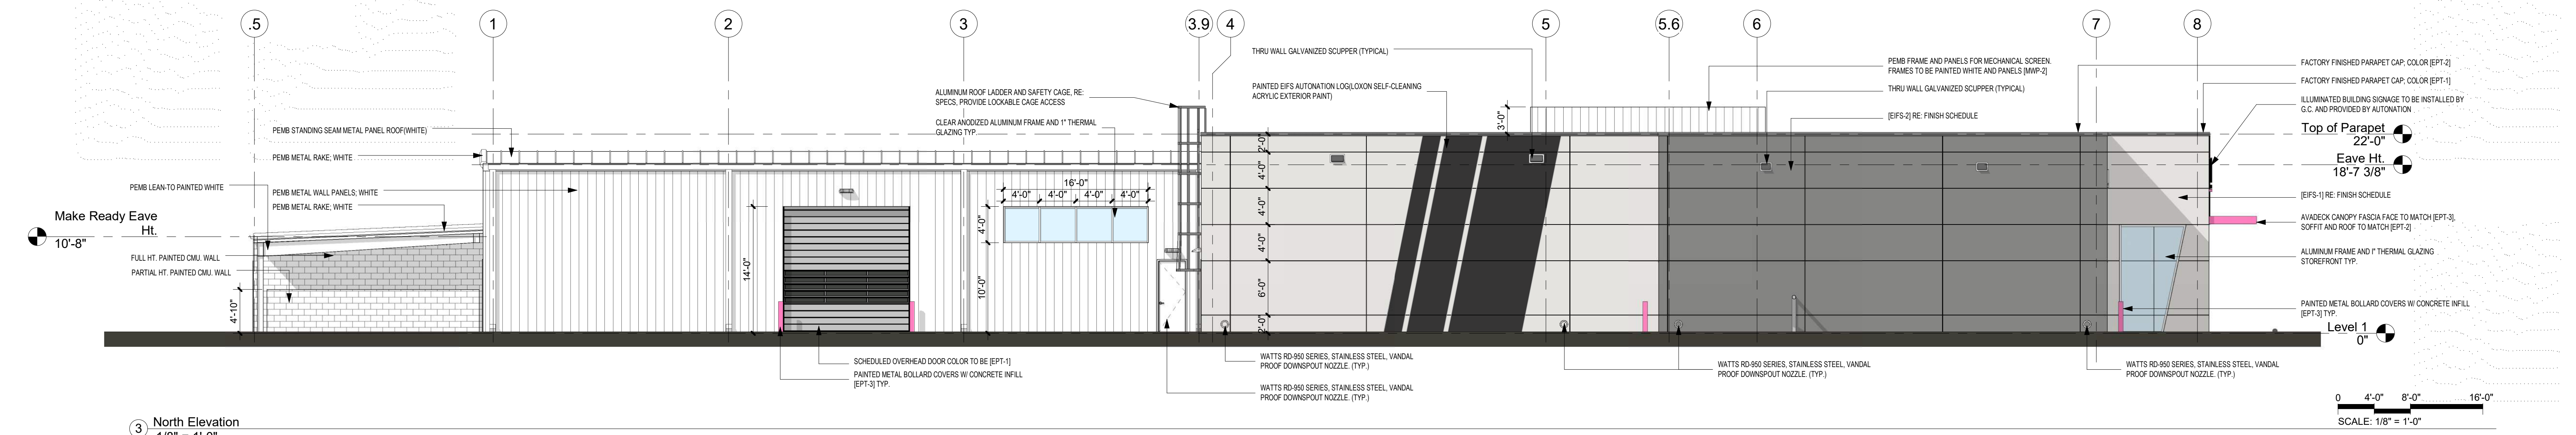 .5
1
2
3
3.9
4
5
5.6
6
7
8
PEMB STANDING SEAM METAL PANEL ROOF(WHITE)
PEMB METAL RAKE; WHITE
PEMB LEAN-TO PAINTED WHITE
PEMB METAL WALL PANELS; WHITE
PEMB METAL RAKE; WHITE
Make Ready Eave
Ht.
10'-8"
FULL HT. PAINTED CMU. WALL
PARTIAL HT. PAINTED CMU. WALL
4'-10"
14'-0"
ALUMINUM ROOF LADDER AND SAFETY CAGE, RE:
SPECS, PROVIDE LOCKABLE CAGE ACCESS
CLEAR ANODIZED ALUMINUM FRAME AND 1" THERMAL
GLAZING TYP.
16'-0"
4'-0"
4'-0"
4'-0"
4'-0"
4'-0"
10'-0"
THRU WALL GALVANIZED SCUPPER (TYPICAL)
PAINTED EIFS AUTONATION LOG(LOXON SELF-CLEANING
ACRYLIC EXTERIOR PAINT)
2'-0"
4'-0"
4'-0"
4'-0"
6'-0"
2'-0"
3'-0"
PEMB FRAME AND PANELS FOR MECHANICAL SCREEN.
FRAMES TO BE PAINTED WHITE AND PANELS [MWP-2]
THRU WALL GALVANIZED SCUPPER (TYPICAL)
[EIFS-2] RE: FINISH SCHEDULE
FACTORY FINISHED PARAPET CAP; COLOR [EPT-2]
FACTORY FINISHED PARAPET CAP; COLOR [EPT-1]
ILLUMINATED BUILDING SIGNAGE TO BE INSTALLED BY
G.C. AND PROVIDED BY AUTONATION
Top of Parapet
22'-0"
Eave Ht.
18'-7 3/8"
[EIFS-1] RE: FINISH SCHEDULE
AVADECK CANOPY FASCIA FACE TO MATCH [EPT-3],
SOFFIT AND ROOF TO MATCH [EPT-2]
ALUMINUM FRAME AND I" THERMAL GLAZING
STOREFRONT TYP.
PAINTED METAL BOLLARD COVERS W/ CONCRETE INFILL
[EPT-3] TYP.
Level 1
0"
SCHEDULED OVERHEAD DOOR COLOR TO BE [EPT-1]
PAINTED METAL BOLLARD COVERS W/ CONCRETE INFILL
[EPT-3] TYP.
WATTS RD-950 SERIES, STAINLESS STEEL, VANDAL
PROOF DOWNSPOUT NOZZLE. (TYP.)
WATTS RD-950 SERIES, STAINLESS STEEL, VANDAL
PROOF DOWNSPOUT NOZZLE. (TYP.)
WATTS RD-950 SERIES, STAINLESS STEEL, VANDAL
PROOF DOWNSPOUT NOZZLE. (TYP.)
WATTS RD-950 SERIES, STAINLESS STEEL, VANDAL
PROOF DOWNSPOUT NOZZLE. (TYP.)
0 4'-0" 8'-0" 16'-0"
SCALE: 1/8" = 1'-0"
3 North Elevation
1/8" = 1'-0"